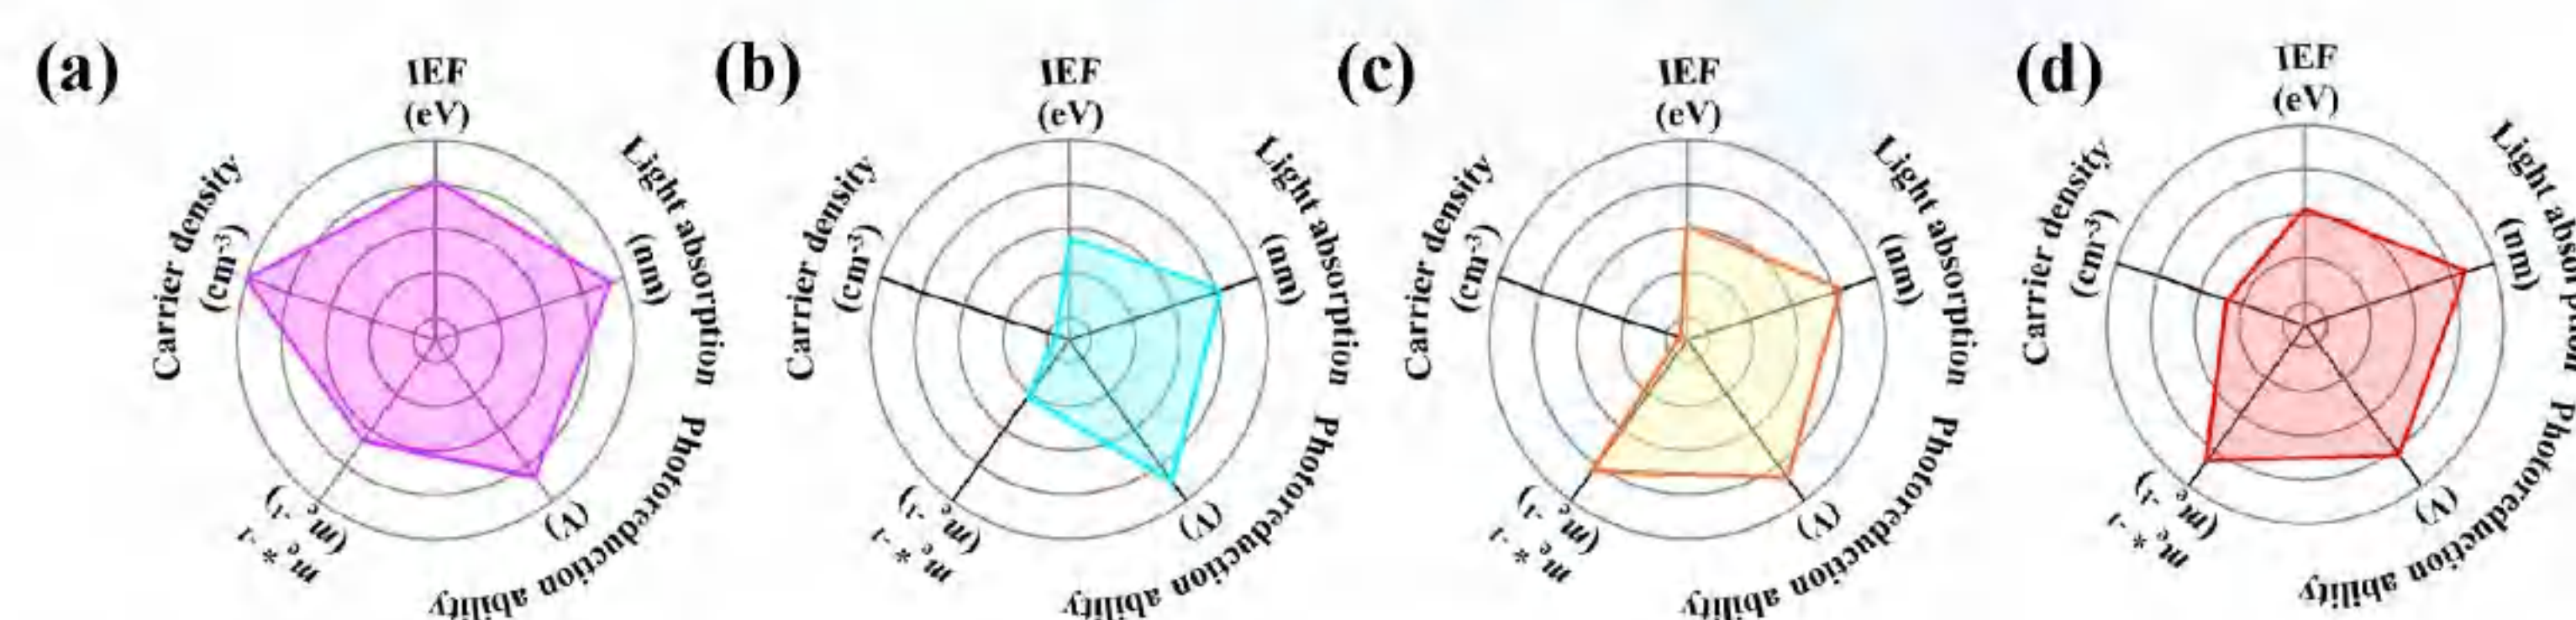 (a)
IEF
(eV)
Light absorption
(nm)
Photoreduction ability
(V)
mₑ* ⁻¹
(mₑ ⁻¹)
Carrier density
(cm⁻³)
(b)
IEF
(eV)
Light absorption
(nm)
Photoreduction ability
(V)
mₑ* ⁻¹
(mₑ ⁻¹)
Carrier density
(cm⁻³)
(c)
IEF
(eV)
Light absorption
(nm)
Photoreduction ability
(V)
mₑ* ⁻¹
(mₑ ⁻¹)
Carrier density
(cm⁻³)
(d)
IEF
(eV)
Light
(nm)
Photoreduction ability
(V)
mₑ* ⁻¹
(mₑ ⁻¹)
Carrier density
(cm⁻³)